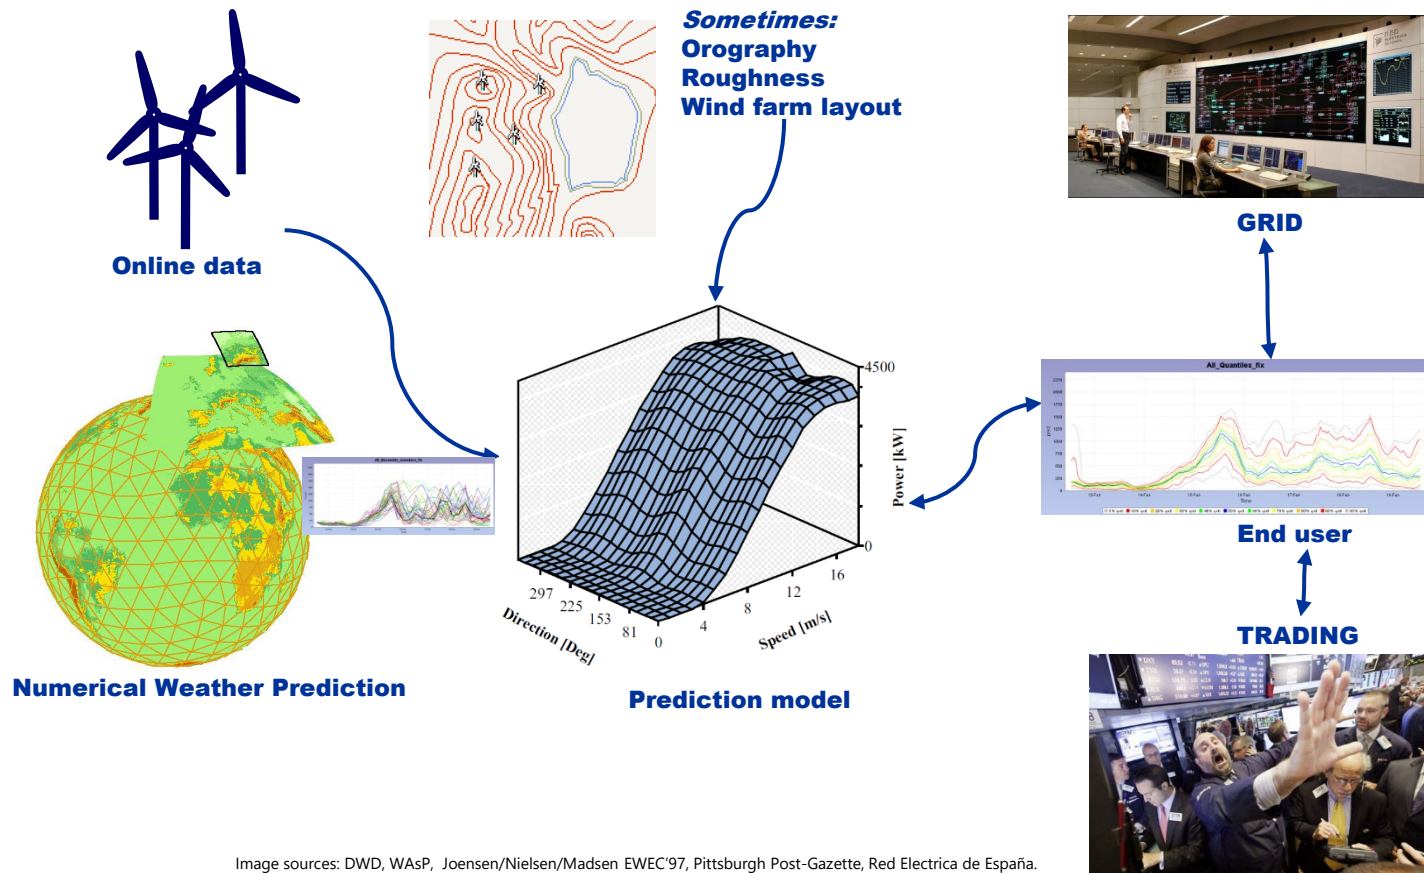 Sometimes:
Orography
Roughness
Wind farm layout
Online data
GRID
All_Quantiles_fix
End user
TRADING
Numerical Weather Prediction
Prediction model
4500
Power [kW]
0
16
12
8
4
0
Speed [m/s]
297
225
153
81
Direction [Deg]
Image sources: DWD, WAsP, Joensen/Nielsen/Madsen EWEC'97, Pittsburgh Post-Gazette, Red Electrica de España.